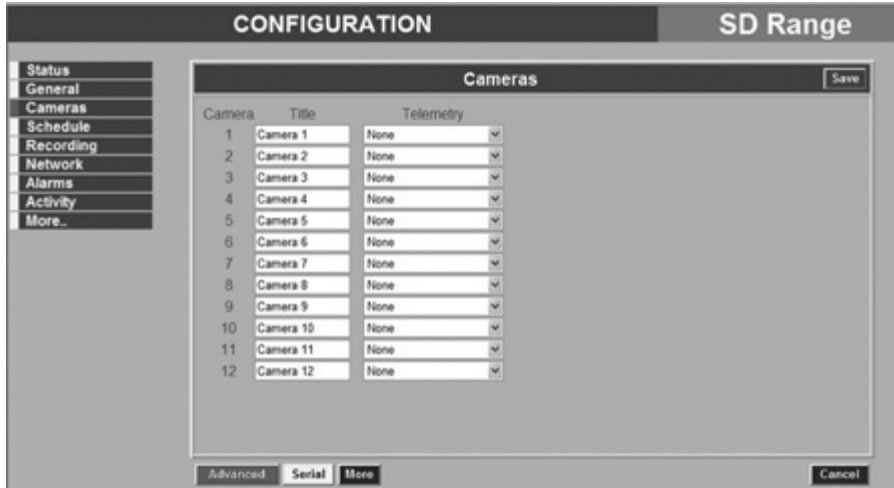 CONFIGURATION SD Range
Status
General
Cameras
Schedule
Recording
Network
Alarms
Activity
More..
Cameras Save
Camera Title Telemetry
1 Camera 1 None
2 Camera 2 None
3 Camera 3 None
4 Camera 4 None
5 Camera 5 None
6 Camera 6 None
7 Camera 7 None
8 Camera 8 None
9 Camera 9 None
10 Camera 10 None
11 Camera 11 None
12 Camera 12 None
Advanced Serial More Cancel